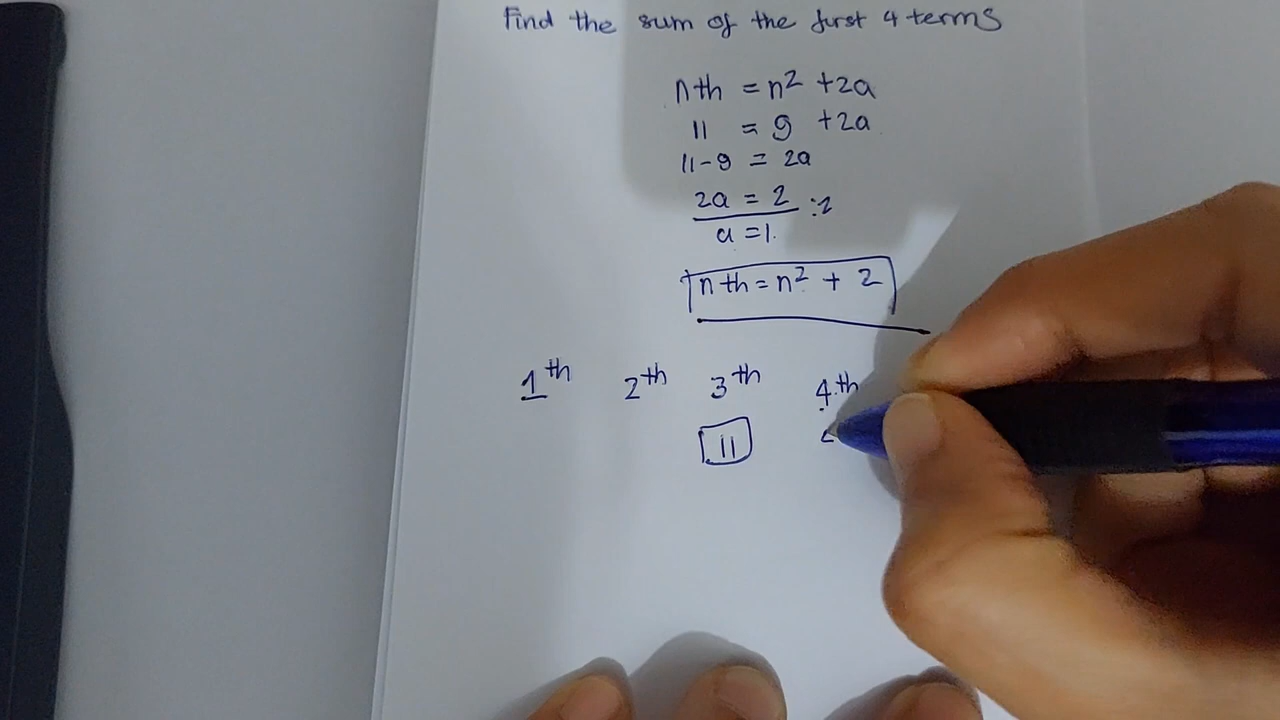 Find the sum of the first 4 terms
nth = n² + 2a
11 = 9 + 2a
11-9 = 2a
2a = 2 :2
a = 1.
nth = n² + 2
1th 2th 3th 4th
11